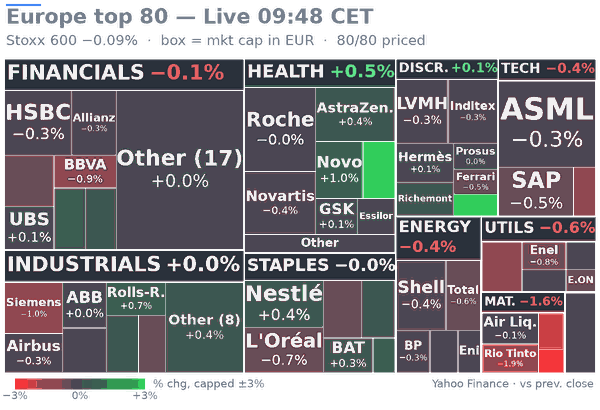 Europe top 80 — Live 09:48 CET
Stoxx 600 −0.09%  ·  box = mkt cap in EUR  ·  80/80 priced
FINANCIALS −0.1%
HSBC
−0.3%
Allianz
−0.3%
BBVA
−0.9%
UBS
+0.1%
Other (17)
+0.0%
INDUSTRIALS +0.0%
Siemens
−1.0%
Airbus
−0.3%
ABB
+0.0%
Rolls-R.
+0.7%
Other (8)
+0.4%
HEALTH +0.5%
Roche
−0.0%
Novartis
−0.4%
AstraZen.
+0.4%
Novo
+1.0%
GSK
+0.1%
Essilor
Other
STAPLES −0.0%
Nestlé
+0.4%
L'Oréal
−0.7%
BAT
+0.3%
DISCR. +0.1%
LVMH
−0.3%
Inditex
−0.3%
Hermès
+0.1%
Prosus
0.0%
Ferrari
−0.5%
Richemont
TECH −0.4%
ASML
−0.3%
SAP
−0.5%
ENERGY
−0.4%
Shell
−0.4%
Total
−0.6%
BP
−0.3%
Eni
UTILS −0.6%
Enel
−0.8%
E.ON
MAT. −1.6%
Air Liq.
−0.1%
Rio Tinto
−1.9%
−3%
0%
+3%
% chg, capped ±3%
Yahoo Finance · vs prev. close